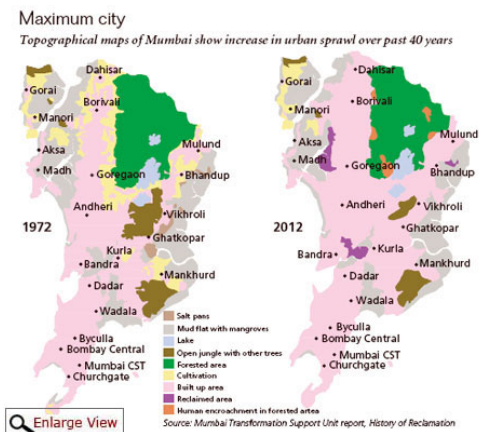 Maximum city
Topographical maps of Mumbai show increase in urban sprawl over past 40 years
Dahisar
Gorai
Borivali
Manori
Aksa
Mulund
Madh
Goregaon
Bhandup
Andheri
Vikhroli
1972
Ghatkopar
Kurla
Bandra
Mankhurd
Dadar
Wadala
Byculla
Bombay Central
Mumbai CST
Churchgate
Dahisar
Gorai
Borivali
Manori
Mulund
Aksa
Madh
Goregaon
Bhandup
Andheri
Vikhroli
2012
Ghatkopar
Bandra
Kurla
Mankhurd
Dadar
Wadala
Byculla
Bombay Central
Mumbai CST
Churchgate
Salt pans
Mud flat with mangroves
Lake
Open jungle with other trees
Forested area
Cultivation
Built up area
Reclaimed area
Human encroachment in forested artea
Source: Mumbai Transformation Support Unit report, History of Reclamation
Enlarge View